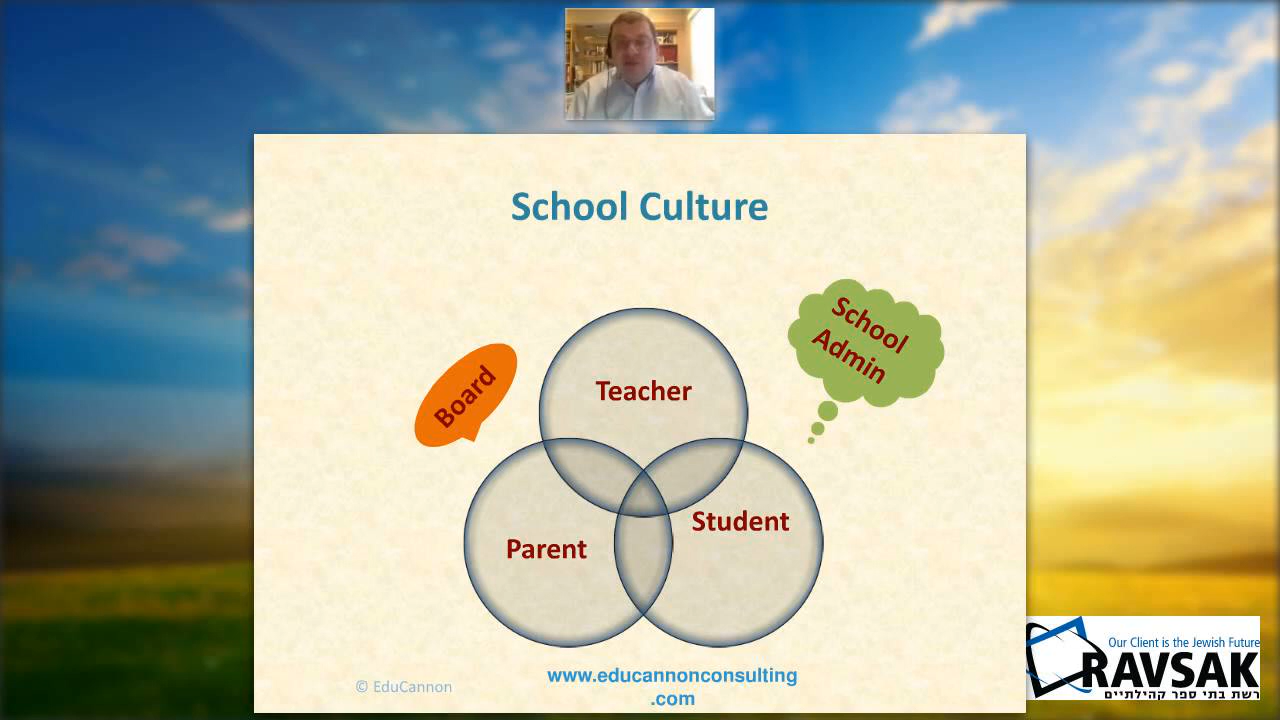 School Culture
School
Admin
Board
Teacher
Student
Parent
© EduCannon
www.educannonconsulting
.com
Our Client is the Jewish Future
RAVSAK
רשת בתי ספר קהילתיים